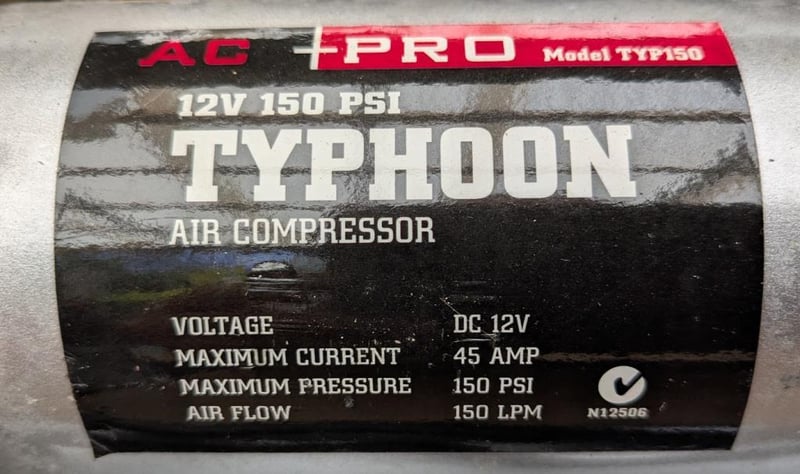 AC PRO Model TYP150
12V 150 PSI
TYPHOON
AIR COMPRESSOR
VOLTAGE DC 12V
MAXIMUM CURRENT 45 AMP
MAXIMUM PRESSURE 150 PSI
AIR FLOW 150 LPM
N12506